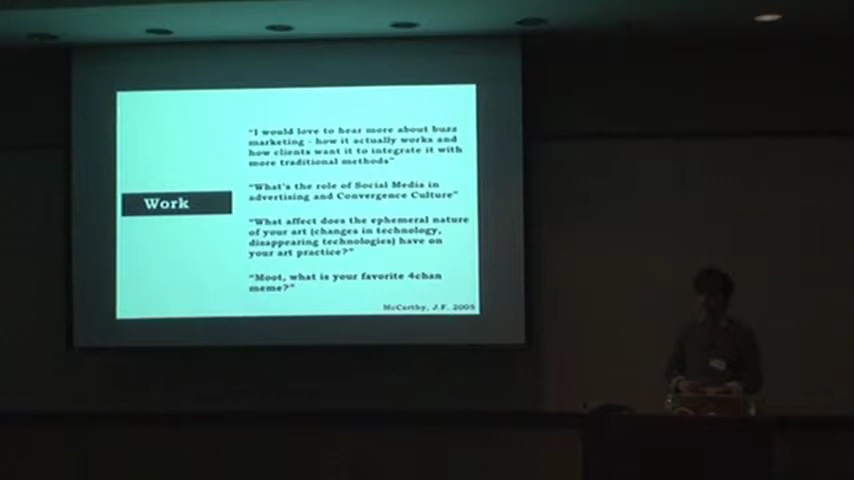 Work
"I would love to hear more about buzz
marketing - how it actually works and
how clients want it to integrate it with
more traditional methods"
"What's the role of Social Media in
advertising and Convergence Culture"
"What affect does the ephemeral nature
of your art (changes in technology,
disappearing technologies) have on
your art practice?"
"Moot, what is your favorite 4chan
meme?"
McCarthy, J.F. 2005